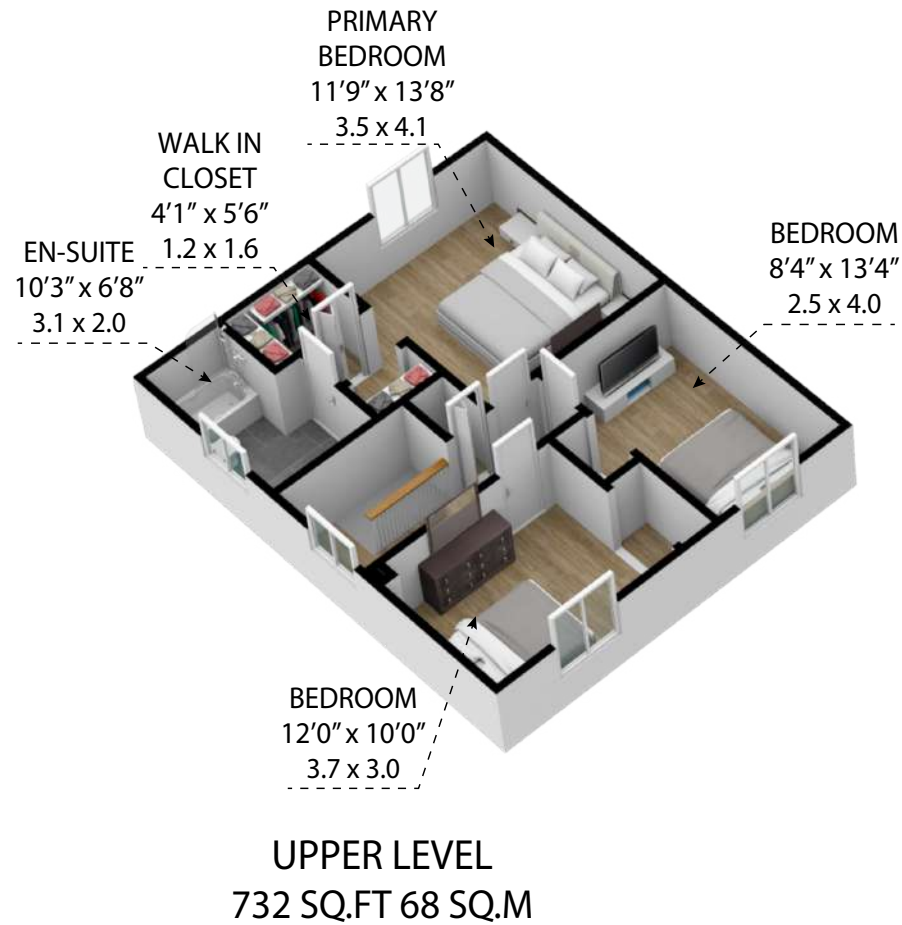 PRIMARY
BEDROOM
11’9” x 13’8”
3.5 x 4.1
WALK IN
CLOSET
4’1” x 5’6”
1.2 x 1.6
EN-SUITE
10’3” x 6’8”
3.1 x 2.0
BEDROOM
8’4” x 13’4”
2.5 x 4.0
BEDROOM
12’0” x 10’0”
3.7 x 3.0
UPPER LEVEL
732 SQ.FT 68 SQ.M